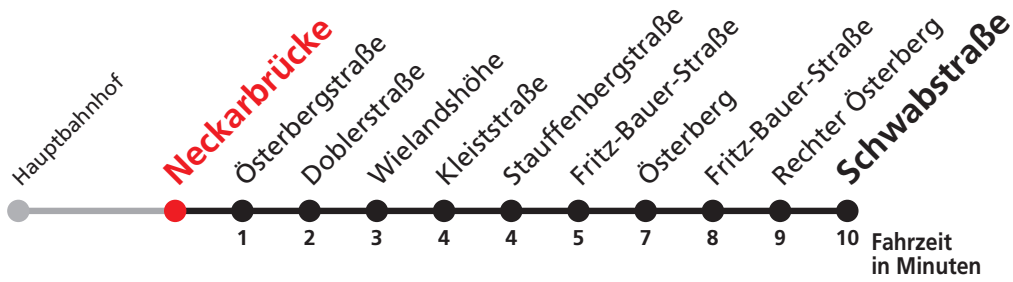 Hauptbahnhof
Neckarbrücke
Österbergstraße
Doblerstraße
Wielandshöhe
Kleiststraße
Stauffenbergstraße
Fritz-Bauer-Straße
Österberg
Fritz-Bauer-Straße
Rechter Österberg
Schwabstraße
1 2 3 4 4 5 7 8 9 10
Fahrzeit
in Minuten